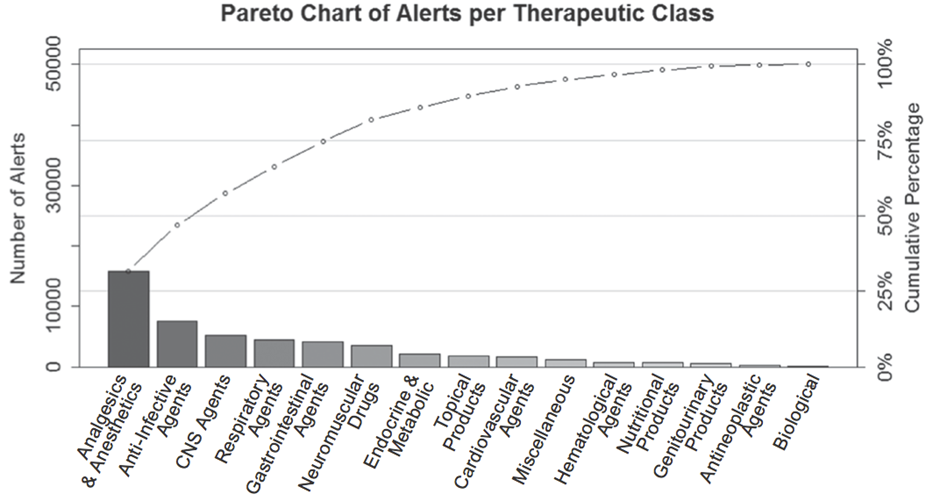 Pareto Chart of Alerts per Therapeutic Class
Number of Alerts
50000
30000
10000
0
100%
75%
50%
25%
0%
Cumulative Percentage
Analgesics
& Anesthetics
Anti-Infective
Agents
CNS Agents
Respiratory
Agents
Gastrointestinal
Agents
Neuromuscular
Drugs
Endocrine &
Metabolic
Topical
Products
Cardiovascular
Agents
Miscellaneous
Hematological
Agents
Nutritional
Products
Genitourinary
Products
Antineoplastic
Agents
Biological